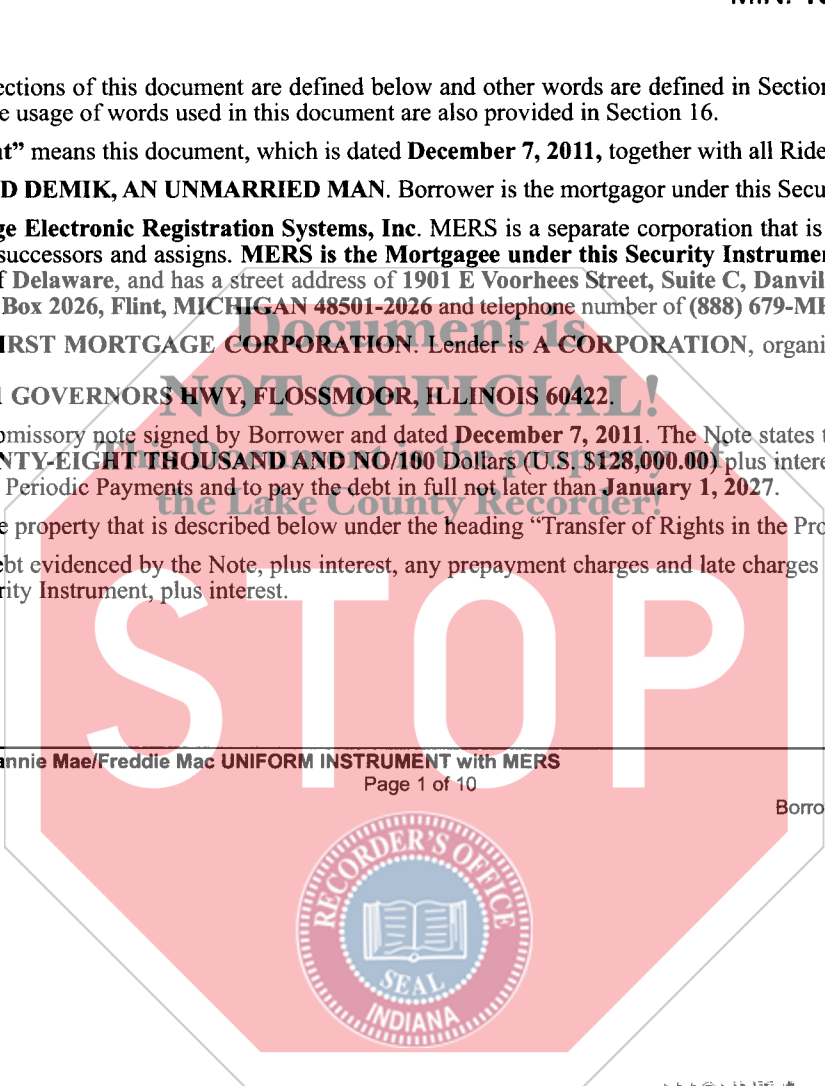 ections of this document are defined below and other words are defined in Section
e usage of words used in this document are also provided in Section 16.
nt” means this document, which is dated December 7, 2011, together with all Ride
D DEMIK, AN UNMARRIED MAN. Borrower is the mortgagor under this Secu
ge Electronic Registration Systems, Inc. MERS is a separate corporation that is
successors and assigns. MERS is the Mortgagee under this Security Instrumen
f Delaware, and has a street address of 1901 E Voorhees Street, Suite C, Danvil
Box 2026, Flint, MICHIGAN 48501-2026 and telephone number of (888) 679-ME
Document is
IRST MORTGAGE CORPORATION. Lender is A CORPORATION, organi
NOT OFFICIAL!
GOVERNORS HWY, FLOSSMOOR, ILLINOIS 60422.
omissory note signed by Borrower and dated December 7, 2011. The Note states t
This Document is the property of
NTY-EIGHT THOUSAND AND NO/100 Dollars (U.S. $128,000.00) plus intere
Periodic Payments and to pay the debt in full not later than January 1, 2027.
the Lake County Recorder!
e property that is described below under the heading “Transfer of Rights in the Pro
ebt evidenced by the Note, plus interest, any prepayment charges and late charges
rity Instrument, plus interest.
STOP
annie Mae/Freddie Mac UNIFORM INSTRUMENT with MERS
Page 1 of 10
Borro
RECORDER'S OFFICE
SEAL
INDIANA